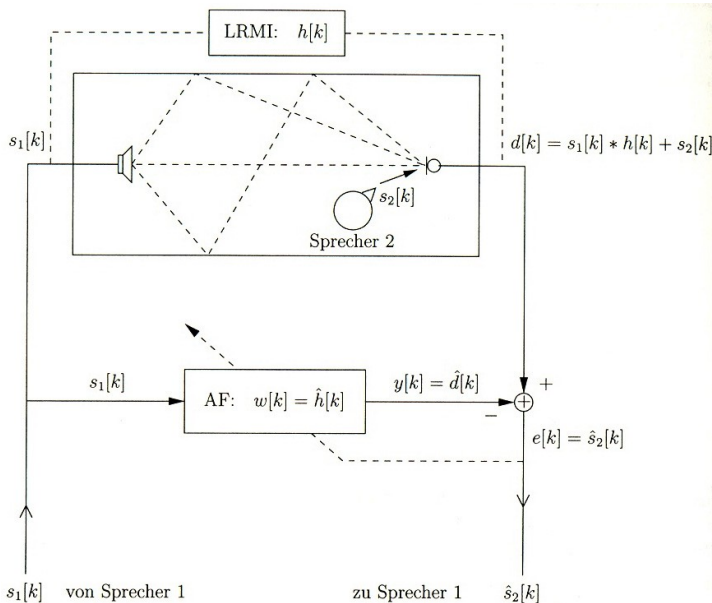 LRMI: h[k]
s₁[k]
d[k] = s₁[k] * h[k] + s₂[k]
s₂[k]
Sprecher 2
s₁[k]
AF: w[k] = ĥ[k]
y[k] = d̂[k]
+
−
e[k] = ŝ₂[k]
s₁[k] von Sprecher 1
zu Sprecher 1 ŝ₂[k]